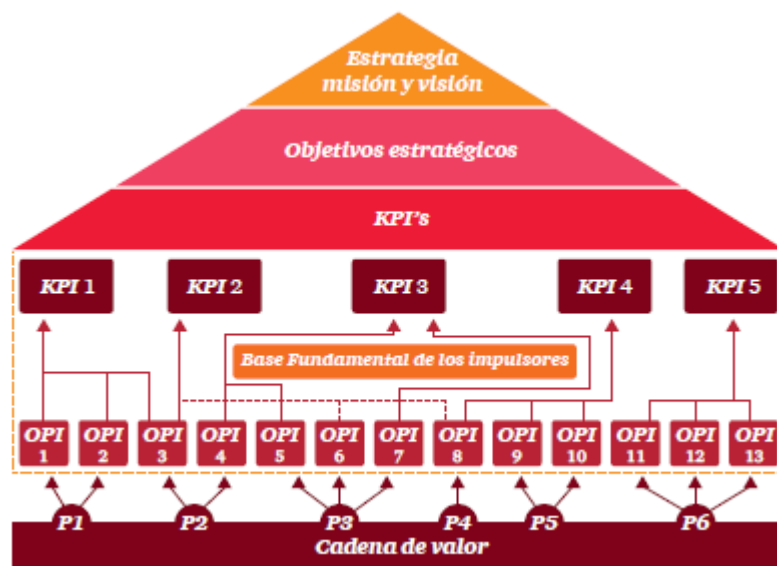 Estrategia
misión y visión
Objetivos estratégicos
KPI's
KPI 1
KPI 2
KPI 3
KPI 4
KPI 5
Base Fundamental de los impulsores
OPI
1
OPI
2
OPI
3
OPI
4
OPI
5
OPI
6
OPI
7
OPI
8
OPI
9
OPI
10
OPI
11
OPI
12
OPI
13
P1
P2
P3
P4
P5
P6
Cadena de valor